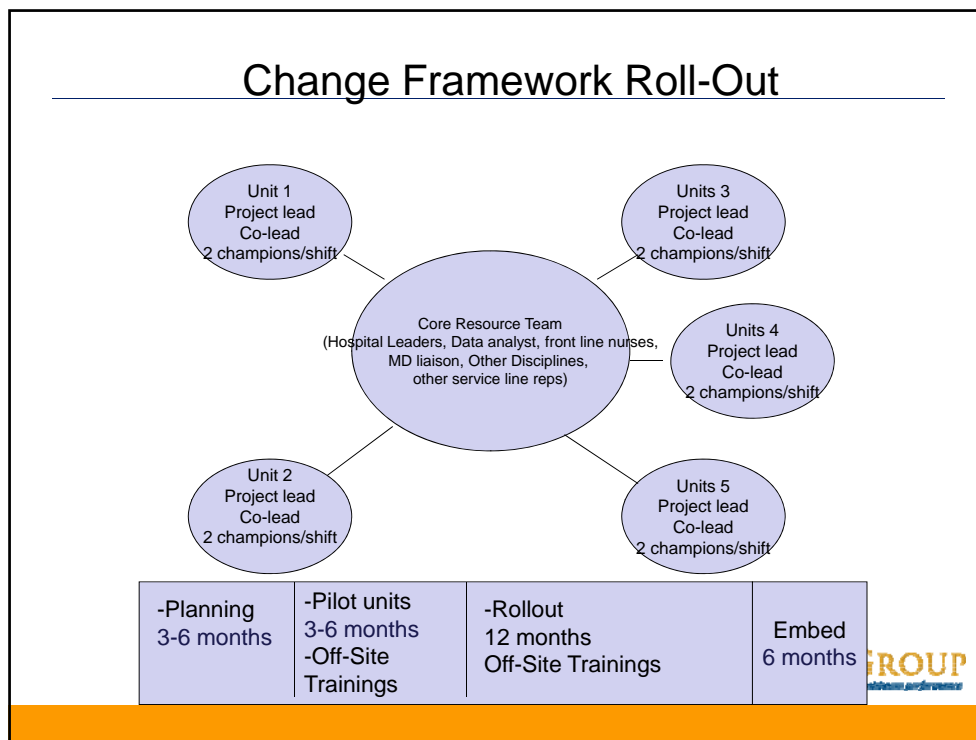 Change Framework Roll-Out
Unit 1
Project lead
Co-lead
2 champions/shift
Units 3
Project lead
Co-lead
2 champions/shift
Core Resource Team
(Hospital Leaders, Data analyst, front line nurses,
MD liaison, Other Disciplines,
other service line reps)
Units 4
Project lead
Co-lead
2 champions/shift
Unit 2
Project lead
Co-lead
2 champions/shift
Units 5
Project lead
Co-lead
2 champions/shift
-Planning
3-6 months
-Pilot units
3-6 months
-Off-Site
Trainings
-Rollout
12 months
Off-Site Trainings
Embed
6 months
GROUP
performance